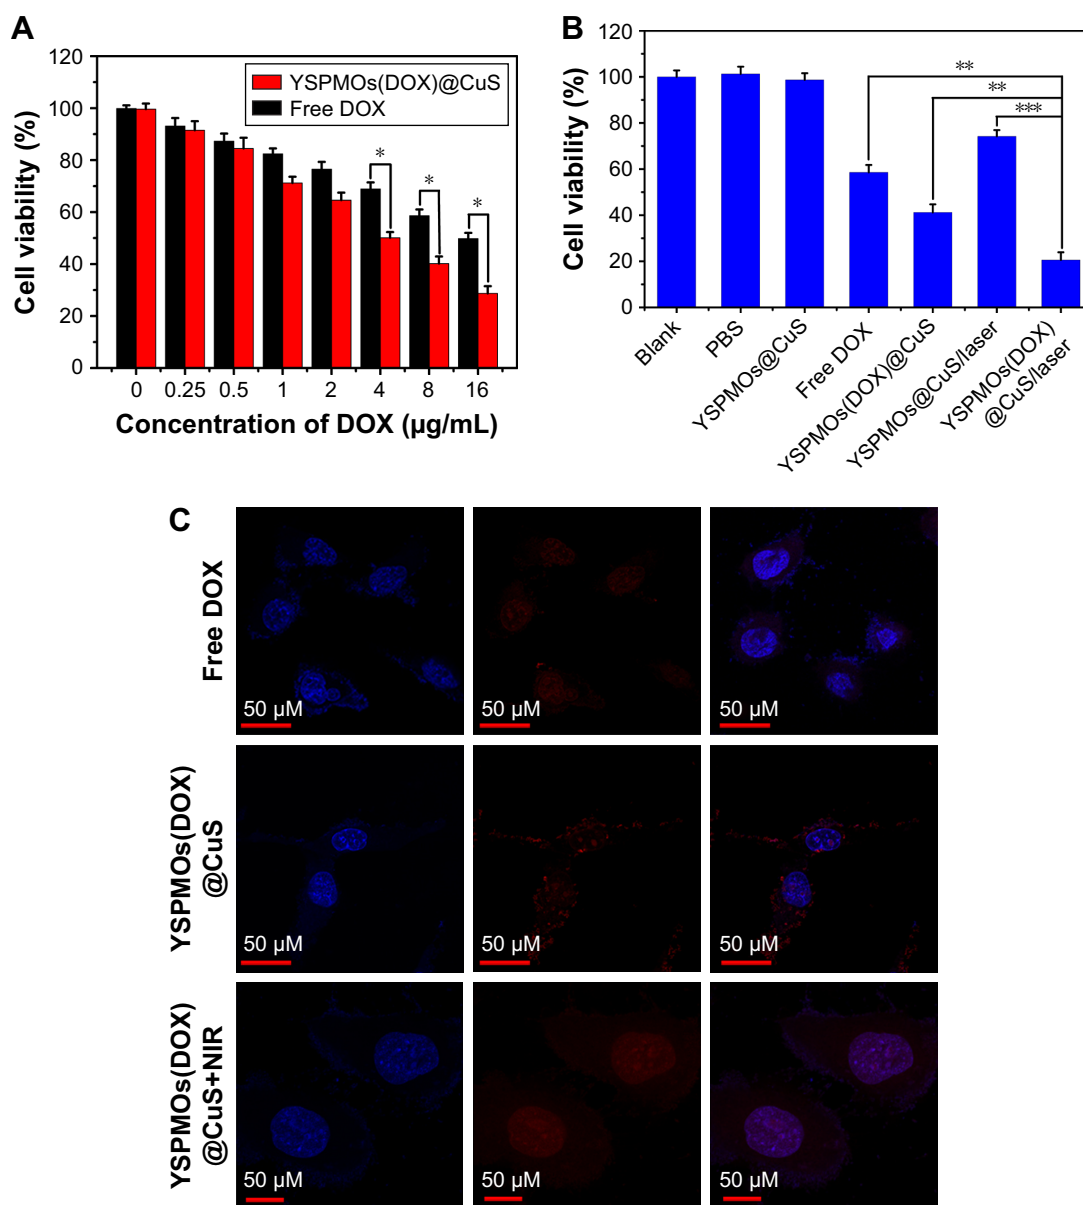 A
120
100
80
60
40
20
0
Cell viability (%)
YSPMOs(DOX)@CuS
Free DOX
*
*
*
0
0.25
0.5
1
2
4
8
16
Concentration of DOX (µg/mL)
B
120
100
80
60
40
20
0
Cell viability (%)
**
**
***
Blank
PBS
YSPMOs@CuS
Free DOX
YSPMOs(DOX)@CuS
YSPMOs@CuS/laser
YSPMOs(DOX)
@CuS/laser
C
Free DOX
50 µM
50 µM
50 µM
YSPMOs(DOX)
@CuS
50 µM
50 µM
50 µM
YSPMOs(DOX)
@CuS+NIR
50 µM
50 µM
50 µM